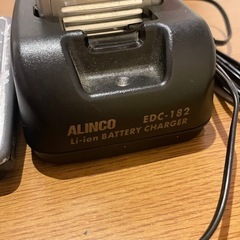 ALINCO EDC-182
Li-ion BATTERY CHARGER